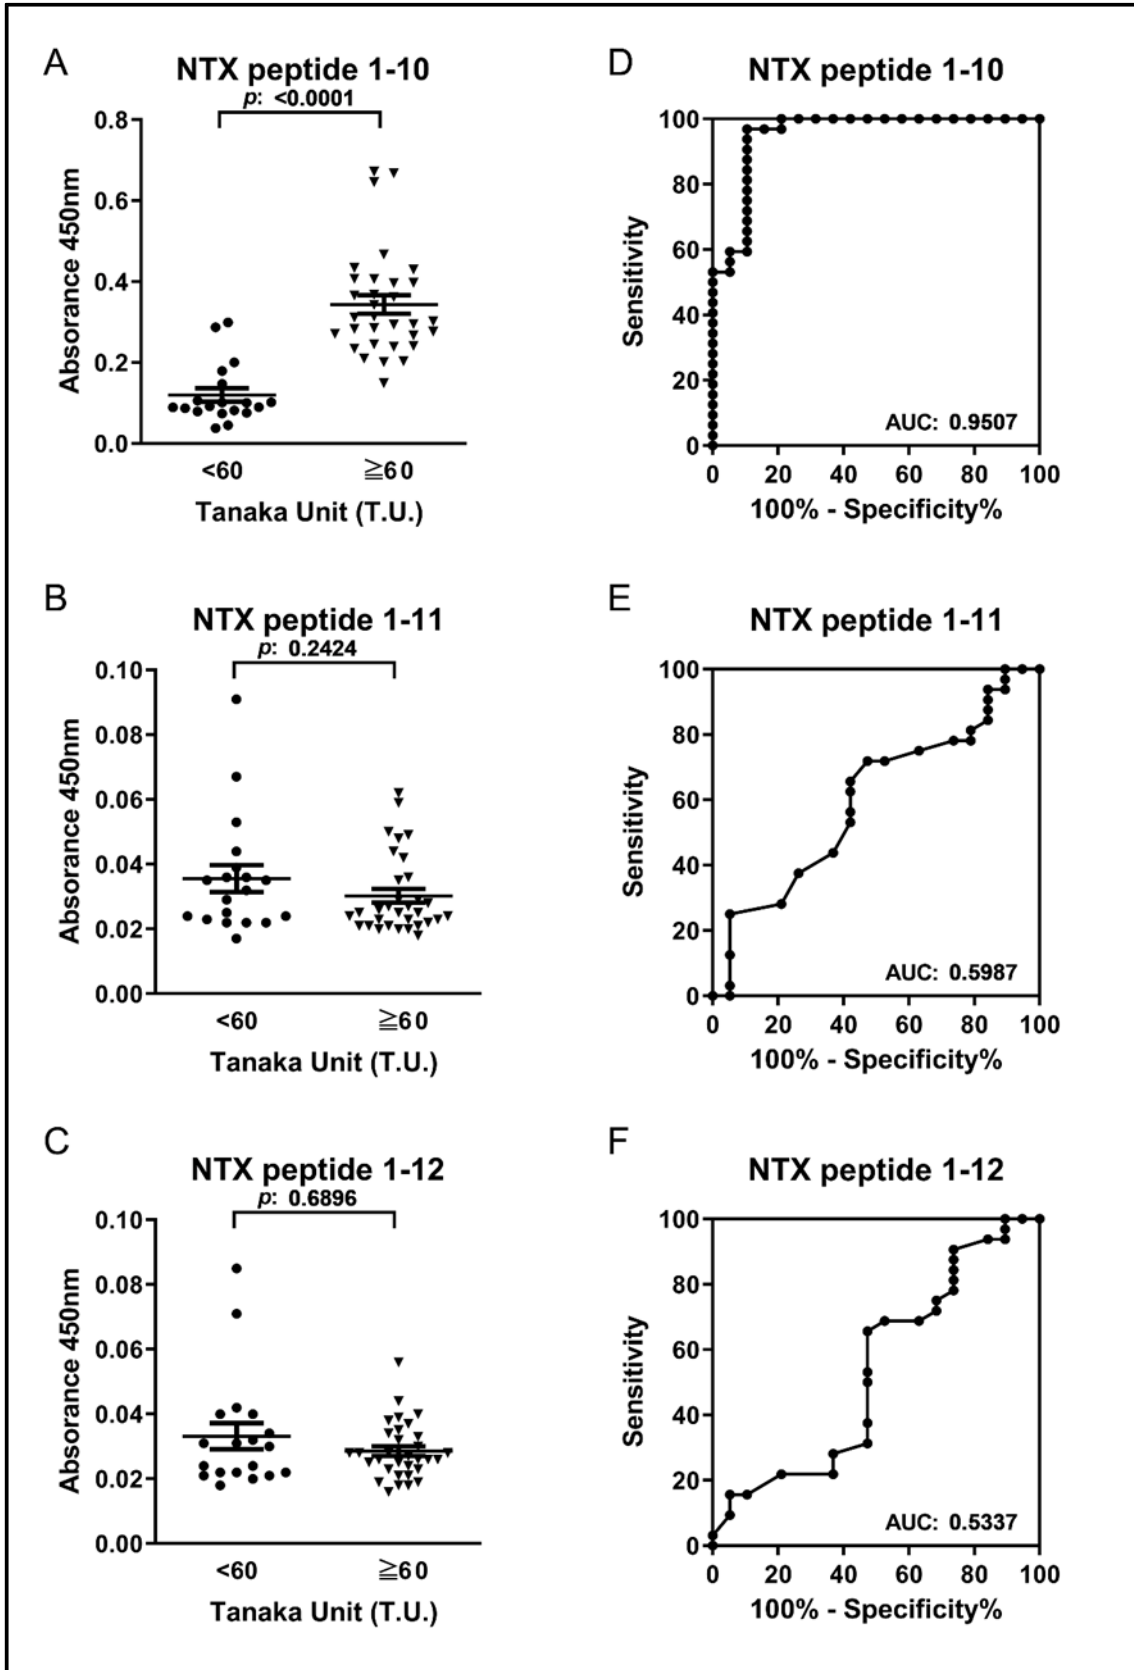 A
NTX peptide 1-10
p: <0.0001
0.8
0.6
0.4
0.2
0.0
Absorance 450nm
<60
≧60
Tanaka Unit (T.U.)
D
NTX peptide 1-10
100
80
60
40
20
0
Sensitivity
AUC: 0.9507
0 20 40 60 80 100
100% - Specificity%
B
NTX peptide 1-11
p: 0.2424
0.10
0.08
0.06
0.04
0.02
0.00
Absorance 450nm
<60
≧60
Tanaka Unit (T.U.)
E
NTX peptide 1-11
100
80
60
40
20
0
Sensitivity
AUC: 0.5987
0 20 40 60 80 100
100% - Specificity%
C
NTX peptide 1-12
p: 0.6896
0.10
0.08
0.06
0.04
0.02
0.00
Absorance 450nm
<60
≧60
Tanaka Unit (T.U.)
F
NTX peptide 1-12
100
80
60
40
20
0
Sensitivity
AUC: 0.5337
0 20 40 60 80 100
100% - Specificity%